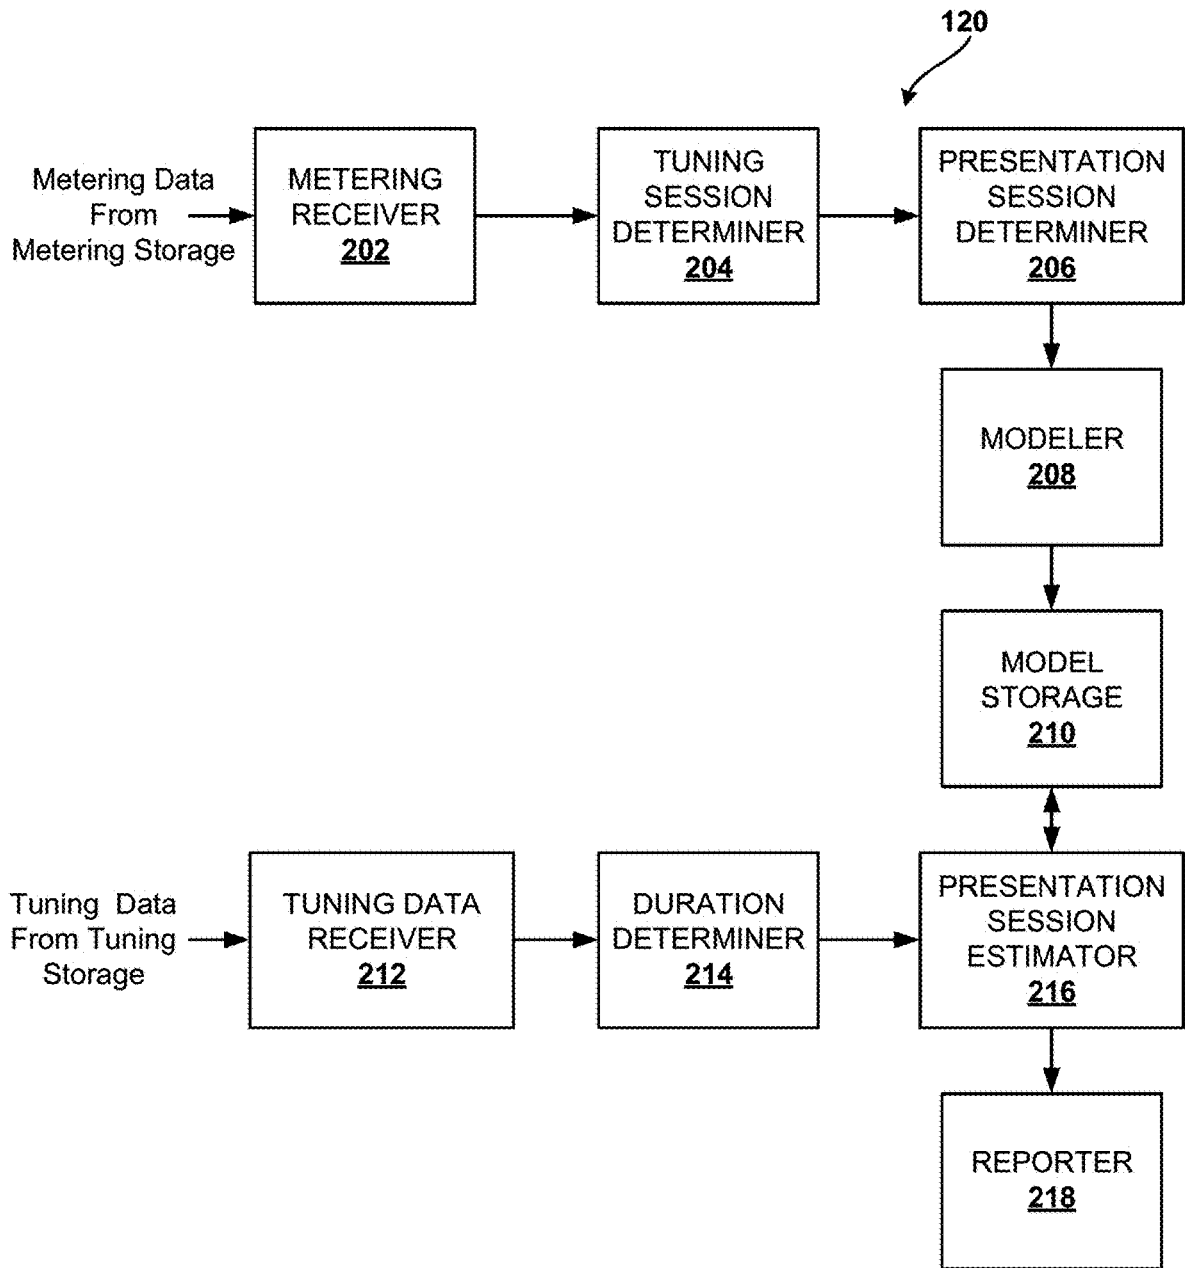 120
Metering Data
From
Metering Storage
METERING
RECEIVER
202
TUNING
SESSION
DETERMINER
204
PRESENTATION
SESSION
DETERMINER
206
MODELER
208
MODEL
STORAGE
210
Tuning Data
From Tuning
Storage
TUNING DATA
RECEIVER
212
DURATION
DETERMINER
214
PRESENTATION
SESSION
ESTIMATOR
216
REPORTER
218